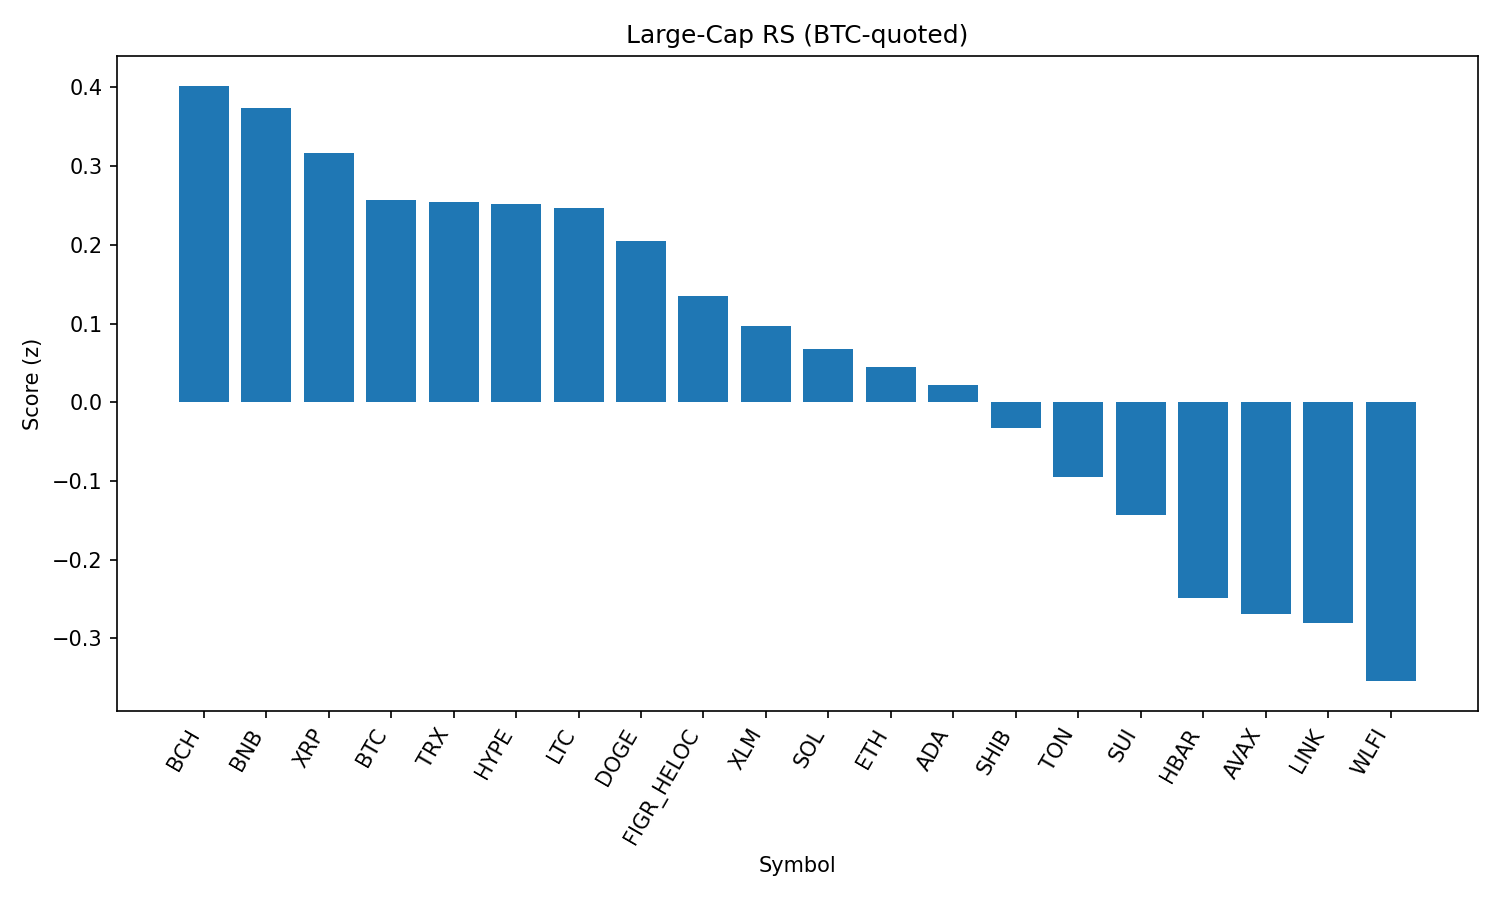 Large-Cap RS (BTC-quoted)
Score (z)
0.4
0.3
0.2
0.1
0.0
−0.1
−0.2
−0.3
BCH
BNB
XRP
BTC
TRX
HYPE
LTC
DOGE
FIGR_HELOC
XLM
SOL
ETH
ADA
SHIB
TON
SUI
HBAR
AVAX
LINK
WLFI
Symbol